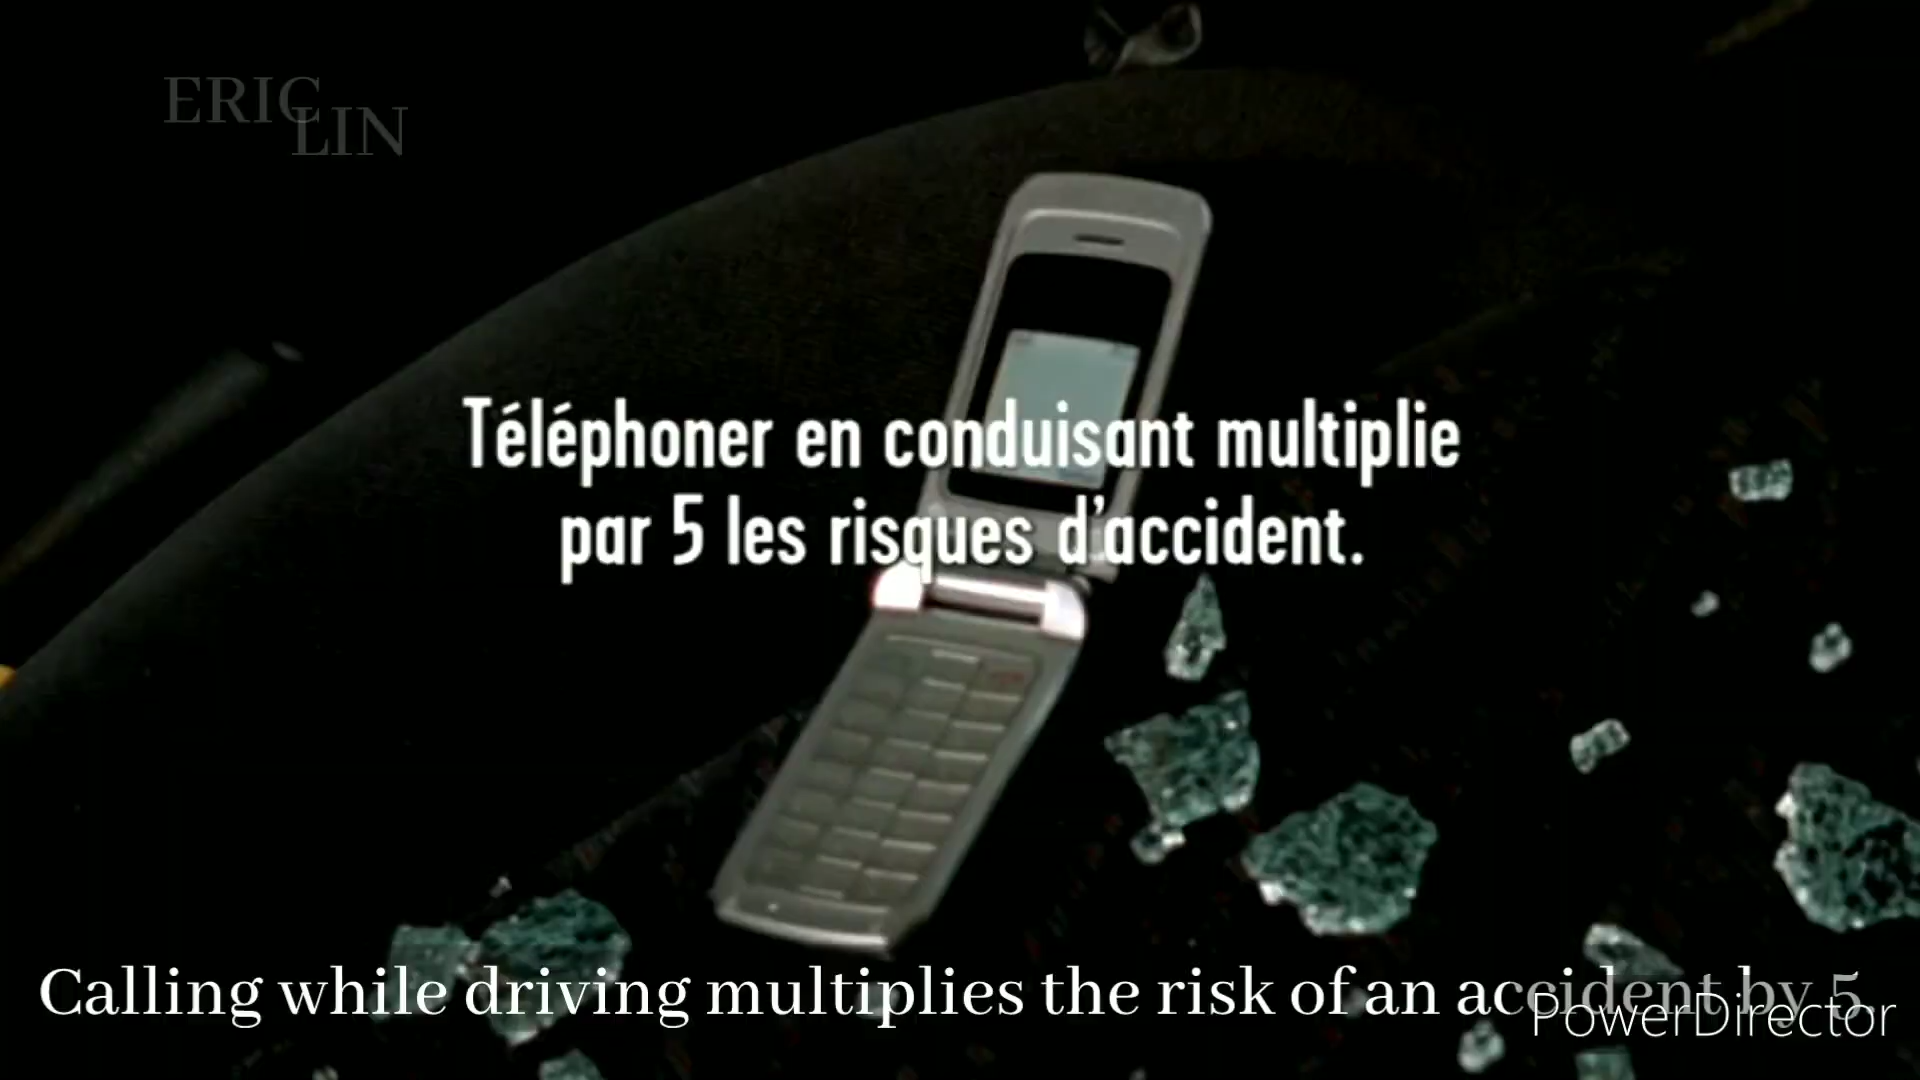 ERIC
LIN
Téléphoner en conduisant multiplie
par 5 les risques d'accident.
Calling while driving multiplies the risk of an accident by 5.
PowerDirector